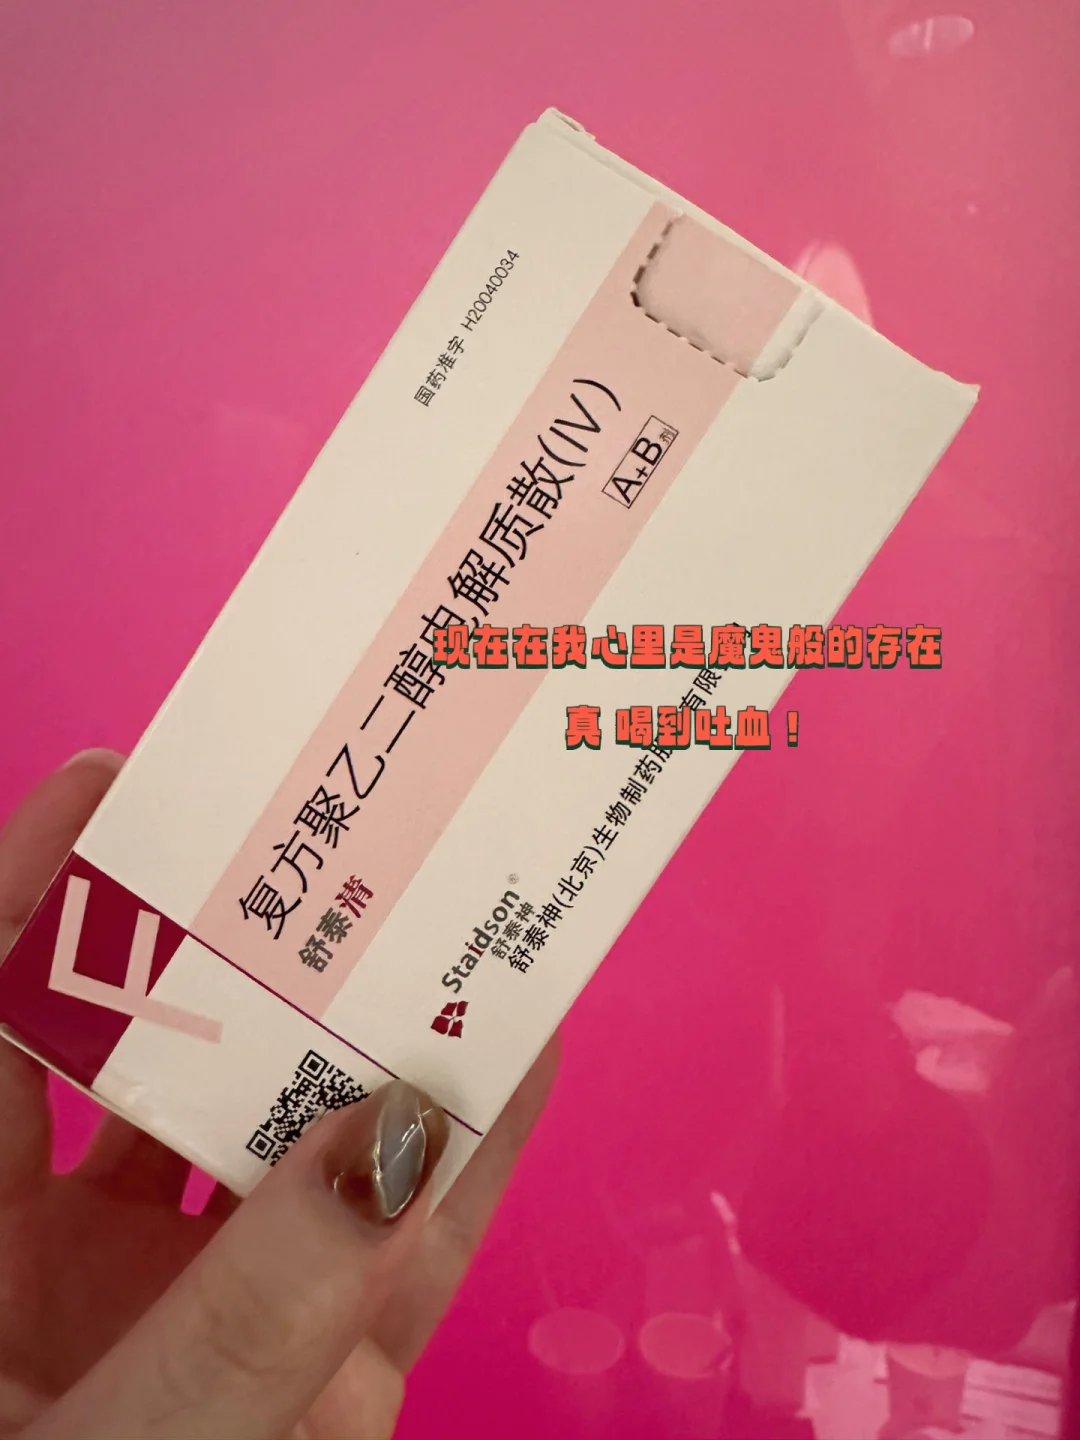 国药准字 H20040034
复方聚乙二醇电解质散(IV)
A+B剂
舒泰清
现在在我心里是魔鬼般的存在
真 喝到吐血！
Staidson®
舒泰神
舒泰神(北京)生物制药股 有限